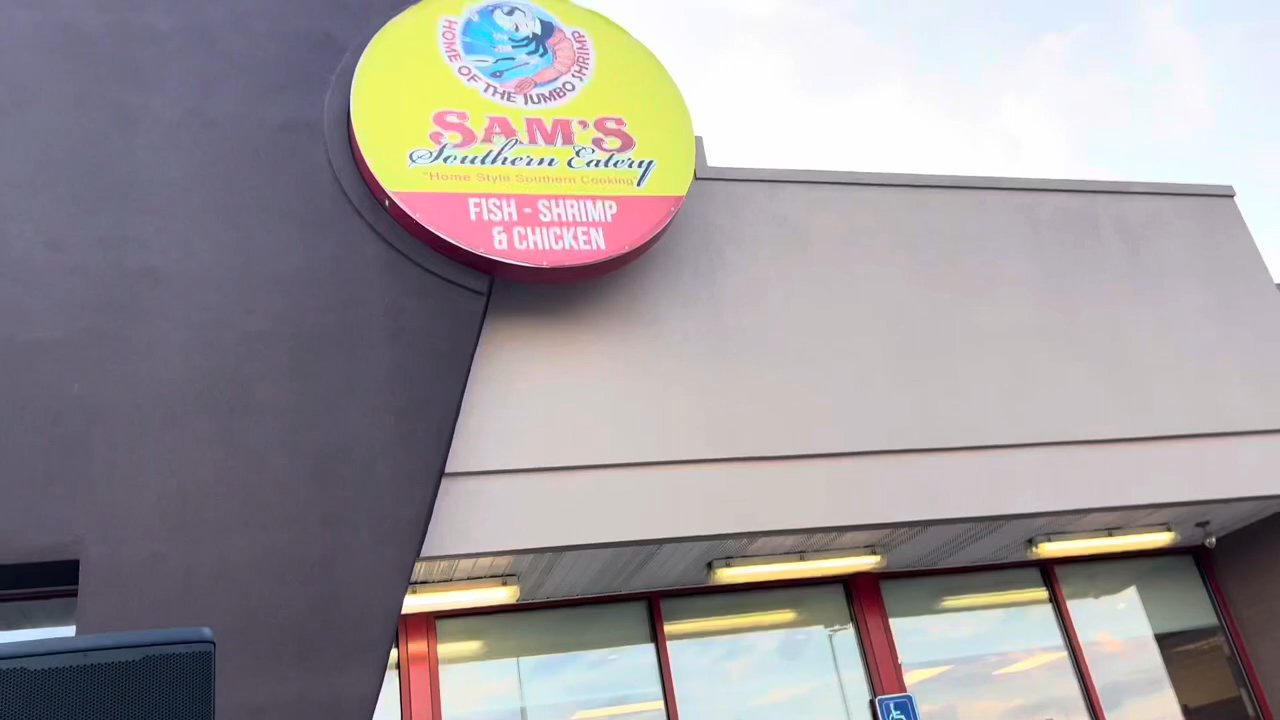 HOME OF THE JUMBO SHRIMP
SAM'S
Southern Eatery
"Home Style Southern Cooking"
FISH - SHRIMP
& CHICKEN